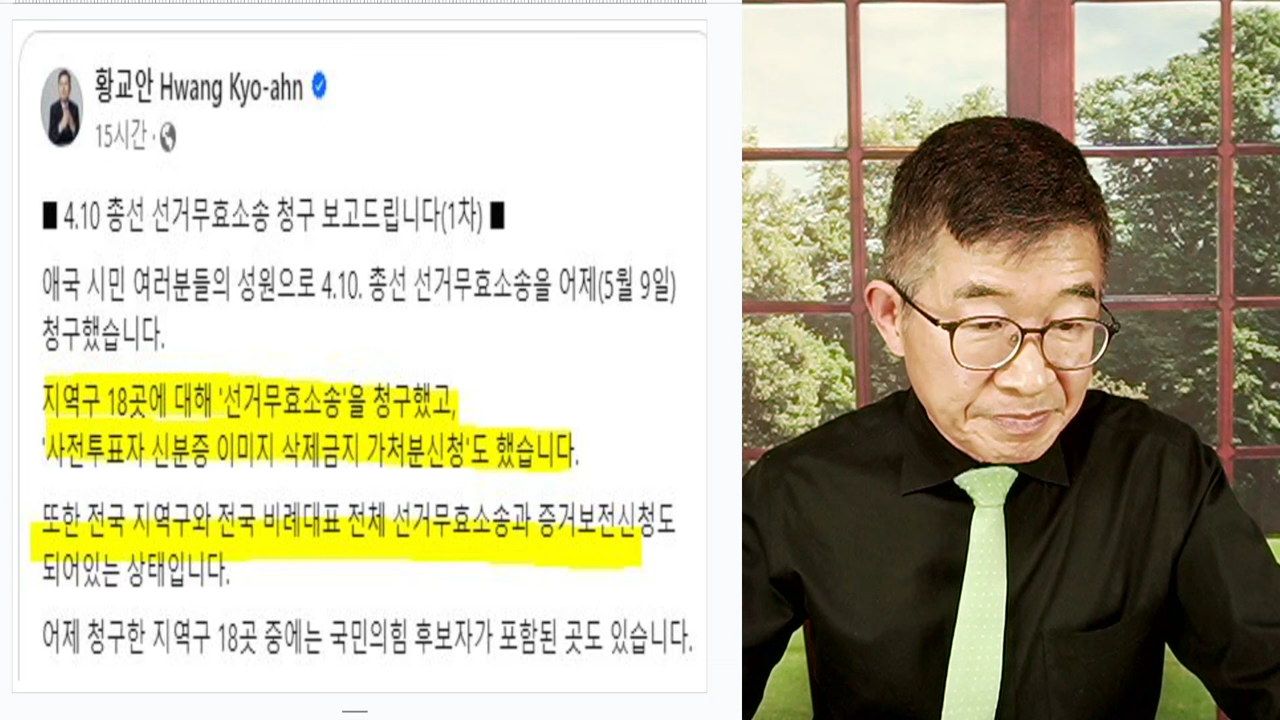 황교안 Hwang Kyo-ahn
15시간 ·
■ 4.10 총선 선거무효소송 청구 보고드립니다(1차) ■
애국 시민 여러분들의 성원으로 4.10. 총선 선거무효소송을 어제(5월 9일)
청구했습니다.
지역구 18곳에 대해 '선거무효소송'을 청구했고,
'사전투표자 신분증 이미지 삭제금지 가처분신청'도 했습니다.
또한 전국 지역구와 전국 비례대표 전체 선거무효소송과 증거보전신청도
되어있는 상태입니다.
어제 청구한 지역구 18곳 중에는 국민의힘 후보자가 포함된 곳도 있습니다.